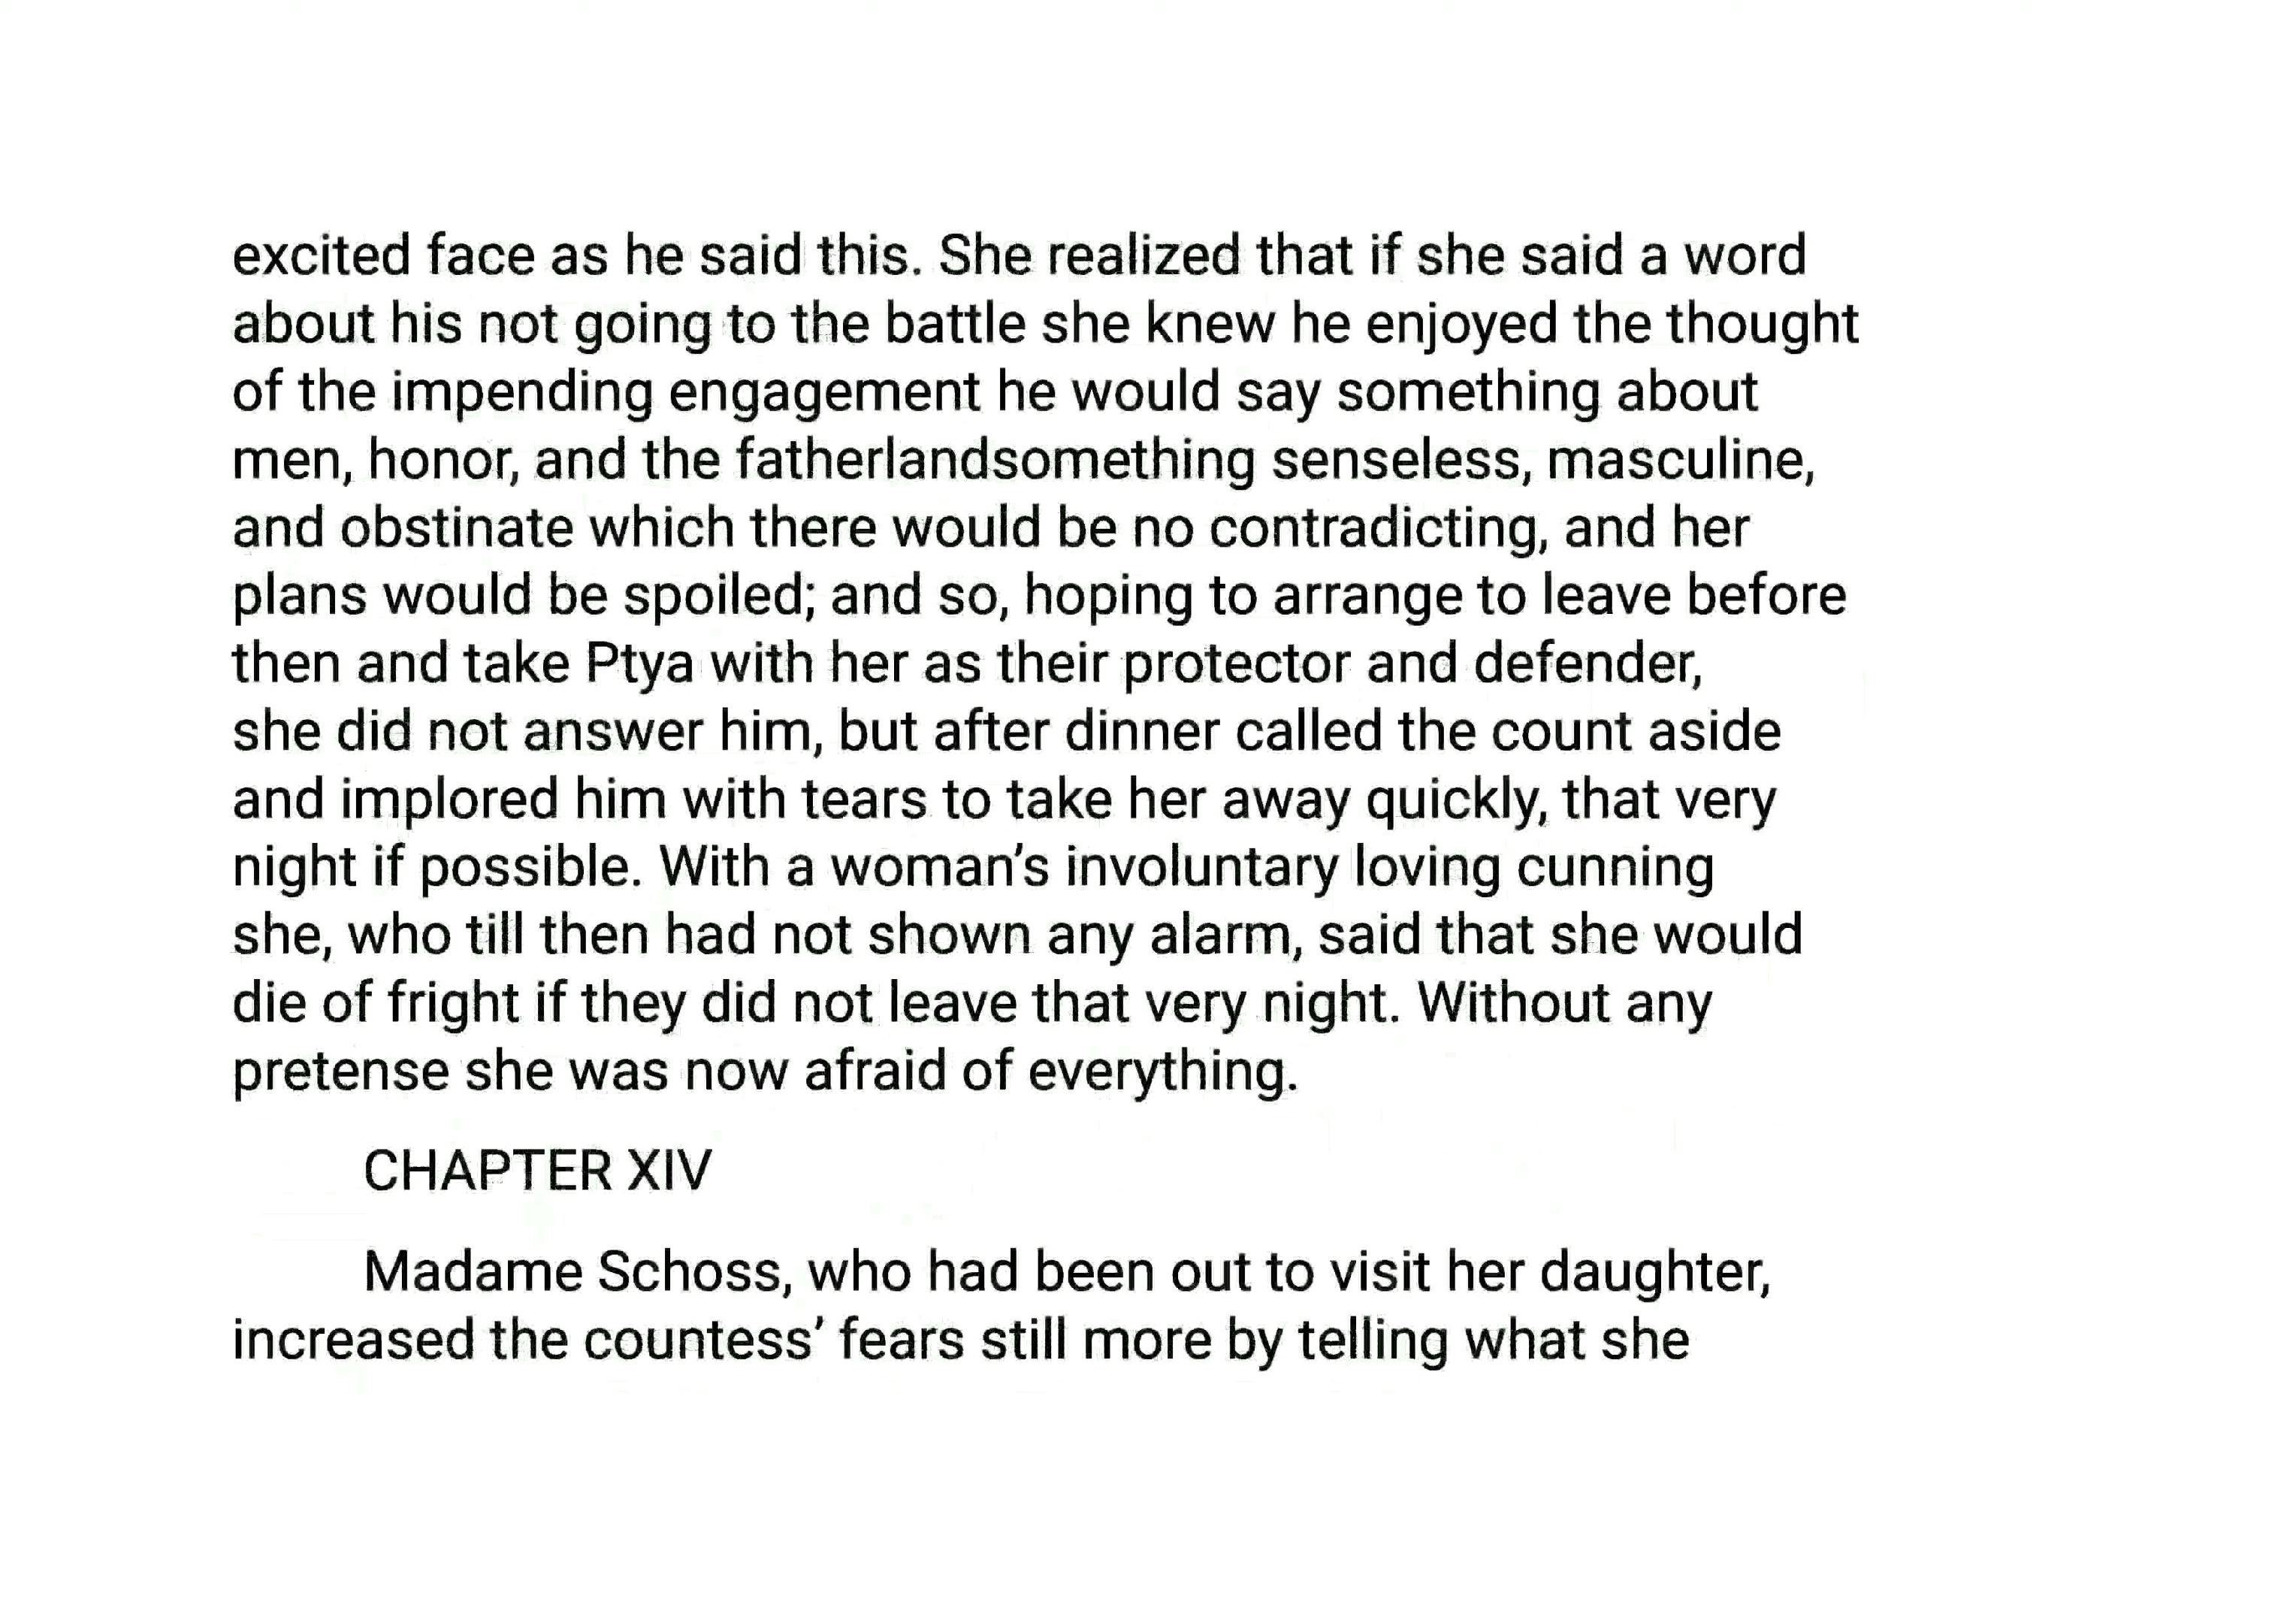 excited face as he said this. She realized that if she said a word
about his not going to the battle she knew he enjoyed the thought
of the impending engagement he would say something about
men, honor, and the fatherlandsomething senseless, masculine,
and obstinate which there would be no contradicting, and her
plans would be spoiled; and so, hoping to arrange to leave before
then and take Ptya with her as their protector and defender,
she did not answer him, but after dinner called the count aside
and implored him with tears to take her away quickly, that very
night if possible. With a woman’s involuntary loving cunning
she, who till then had not shown any alarm, said that she would
die of fright if they did not leave that very night. Without any
pretense she was now afraid of everything.
CHAPTER XIV
Madame Schoss, who had been out to visit her daughter,
increased the countess’ fears still more by telling what she